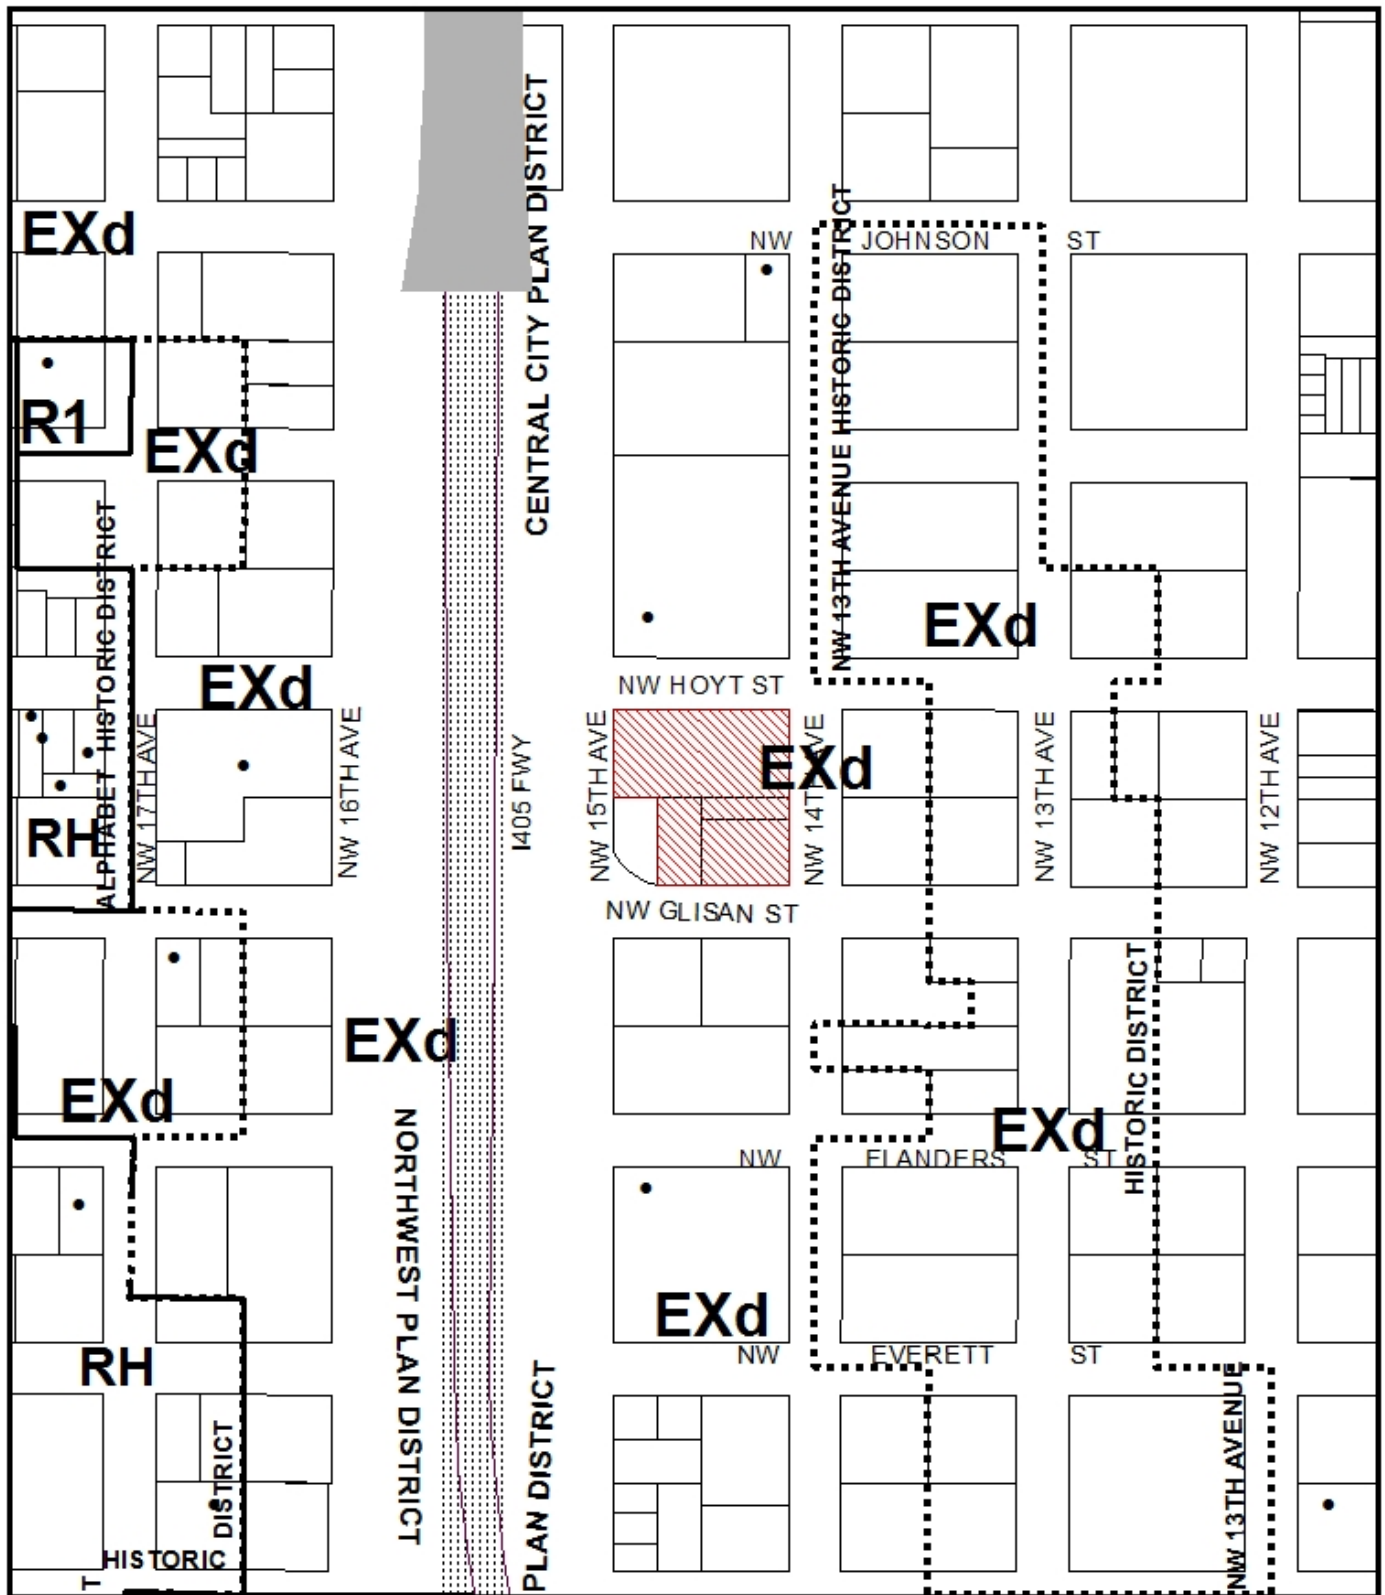 CENTRAL CITY PLAN DISTRICT
EXd
NW JOHNSON ST
NW 13TH AVENUE HISTORIC DISTRICT
R1
EXd
ALPHABET HISTORIC DISTRICT
EXd
EXd
NW HOYT ST
NW 17TH AVE
NW 16TH AVE
I405 FWY
NW 15TH AVE
EXd
NW 14TH AVE
NW 13TH AVE
NW 12TH AVE
RH
NW GLISAN ST
EXd
HISTORIC DISTRICT
EXd
EXd
NORTHWEST PLAN DISTRICT
NW FLANDERS ST
EXd
NW EVERETT ST
RH
PLAN DISTRICT
NW 13TH AVENUE
DISTRICT
HISTORIC
T